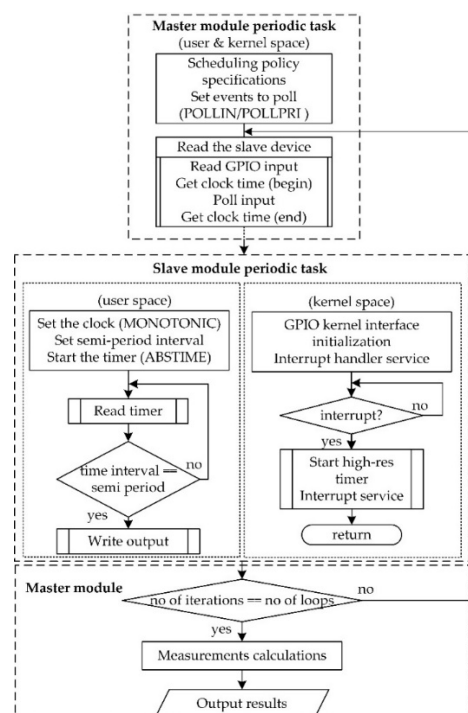 Master module periodic task
(user & kernel space)
Scheduling policy
specifications
Set events to poll
(POLLIN/POLLPRI )
Read the slave device
Read GPIO input
Get clock time (begin)
Poll input
Get clock time (end)
Slave module periodic task
(user space)
Set the clock (MONOTONIC)
Set semi-period interval
Start the timer (ABSTIME)
Read timer
time interval ==
semi period
no
yes
Write output
(kernel space)
GPIO kernel interface
initialization
Interrupt handler service
interrupt?
no
yes
Start high-res
timer
Interrupt service
return
Master module
no of iterations == no of loops
no
yes
Measurements calculations
Output results